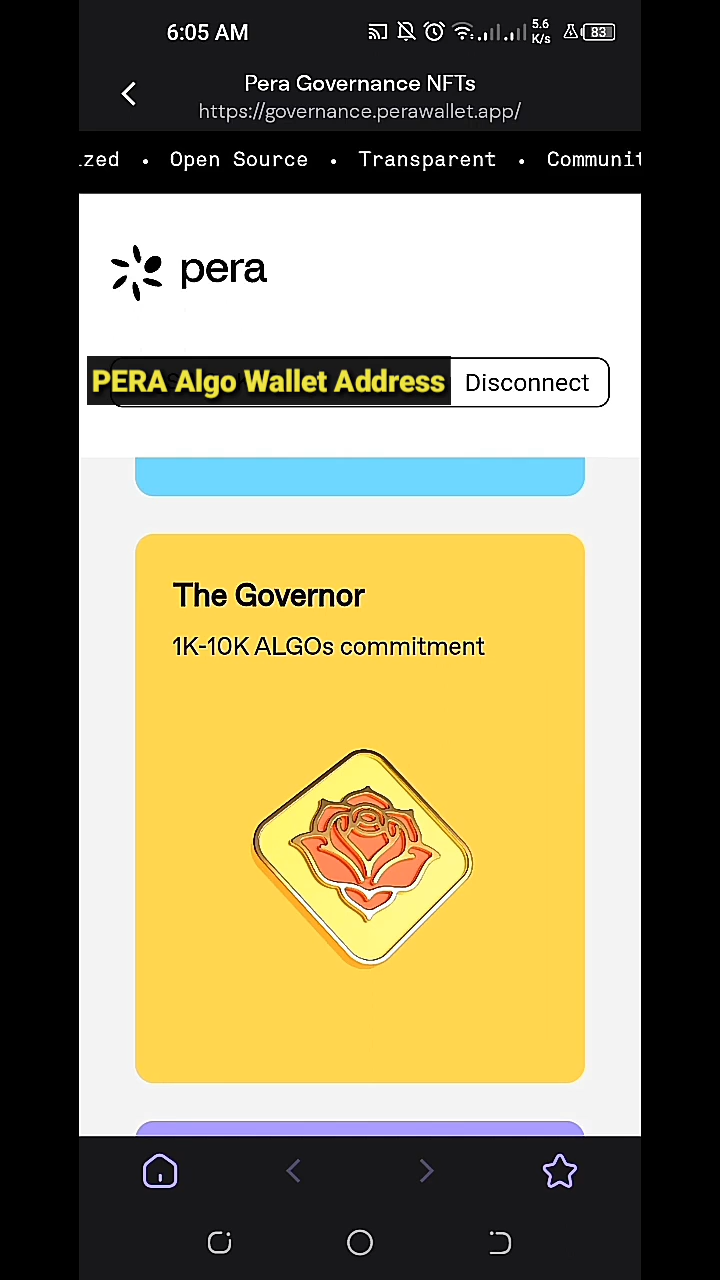 6:05 AM
5.6
K/s
83
Pera Governance NFTs
https://governance.perawallet.app/
zed • Open Source • Transparent • Communit
pera
PERA Algo Wallet Address
Disconnect
The Governor
1K-10K ALGOs commitment